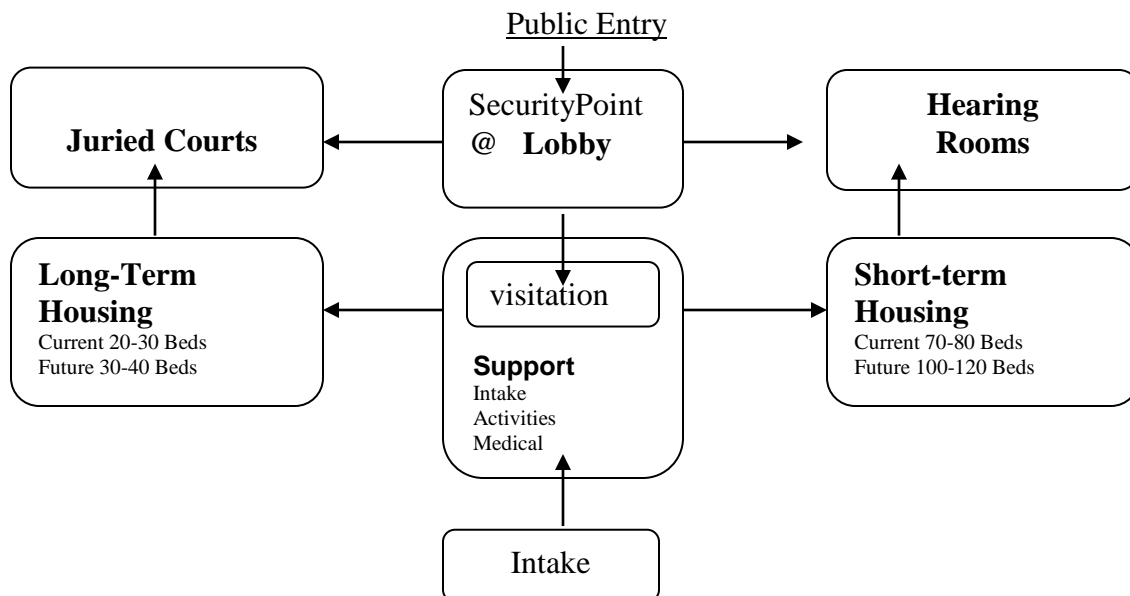 Public Entry
Juried Courts
SecurityPoint
@ Lobby
Hearing
Rooms
Long-Term
Housing
Current 20-30 Beds
Future 30-40 Beds
visitation
Support
Intake
Activities
Medical
Short-term
Housing
Current 70-80 Beds
Future 100-120 Beds
Intake